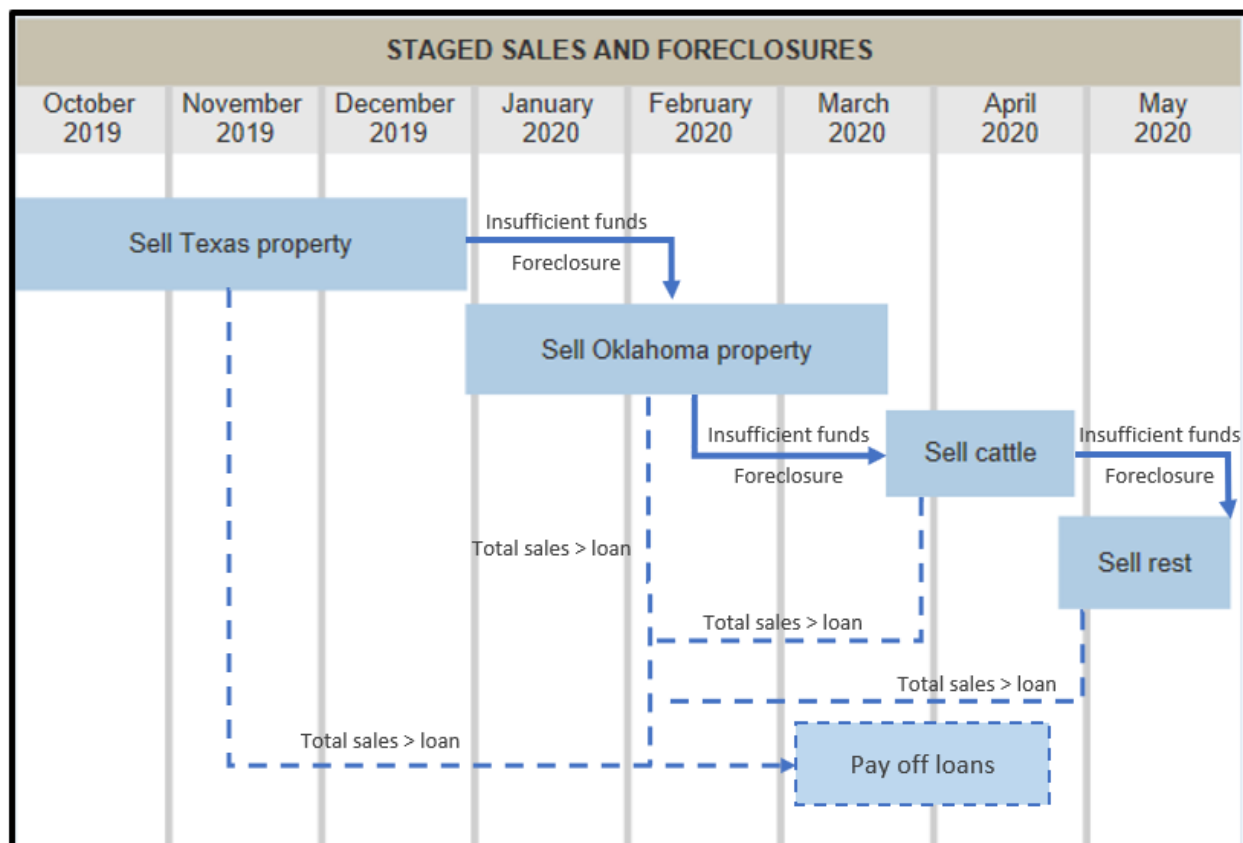 STAGED SALES AND FORECLOSURES
October
2019
November
2019
December
2019
January
2020
February
2020
March
2020
April
2020
May
2020
Sell Texas property
Insufficient funds
Foreclosure
Sell Oklahoma property
Insufficient funds
Foreclosure
Sell cattle
Insufficient funds
Foreclosure
Total sales > loan
Sell rest
Total sales > loan
Total sales > loan
Total sales > loan
Pay off loans